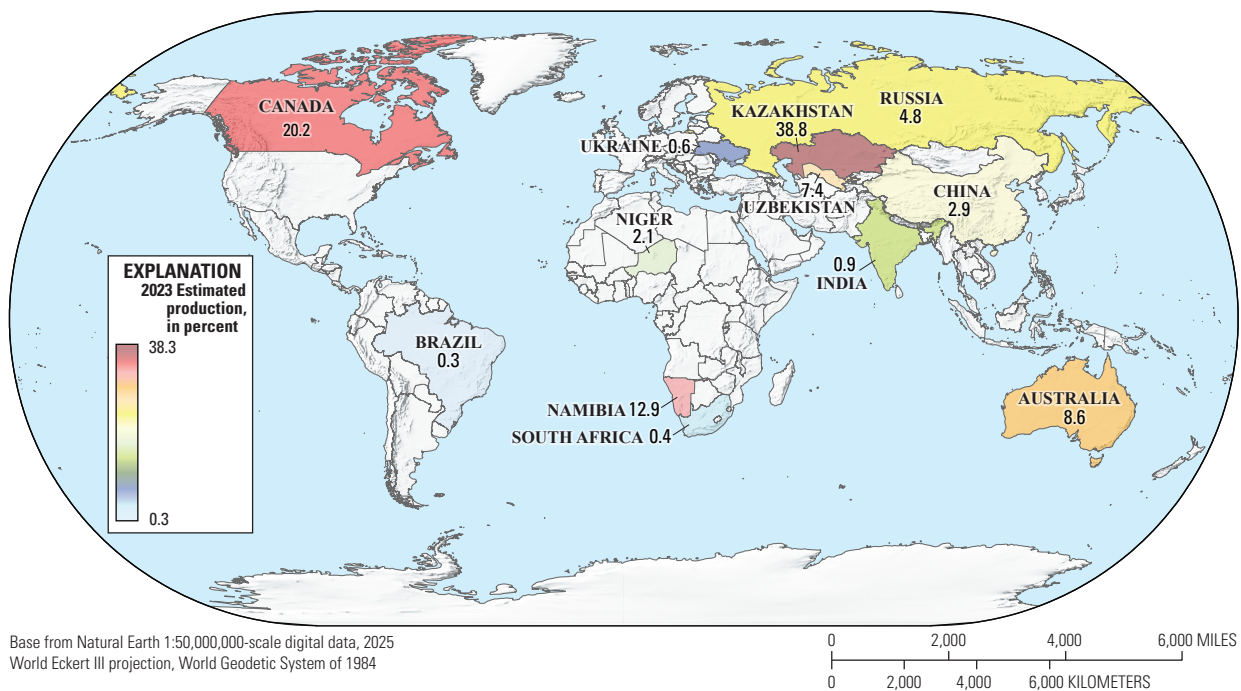 CANADA
20.2
RUSSIA
4.8
KAZAKHSTAN
38.8
UKRAINE 0.6
7.4
UZBEKISTAN
CHINA
2.9
NIGER
2.1
0.9
INDIA
EXPLANATION
2023 Estimated
production,
in percent
38.3
0.3
BRAZIL
0.3
NAMIBIA 12.9
SOUTH AFRICA 0.4
AUSTRALIA
8.6
Base from Natural Earth 1:50,000,000-scale digital data, 2025
World Eckert III projection, World Geodetic System of 1984
0 2,000 4,000 6,000 MILES
0 2,000 4,000 6,000 KILOMETERS